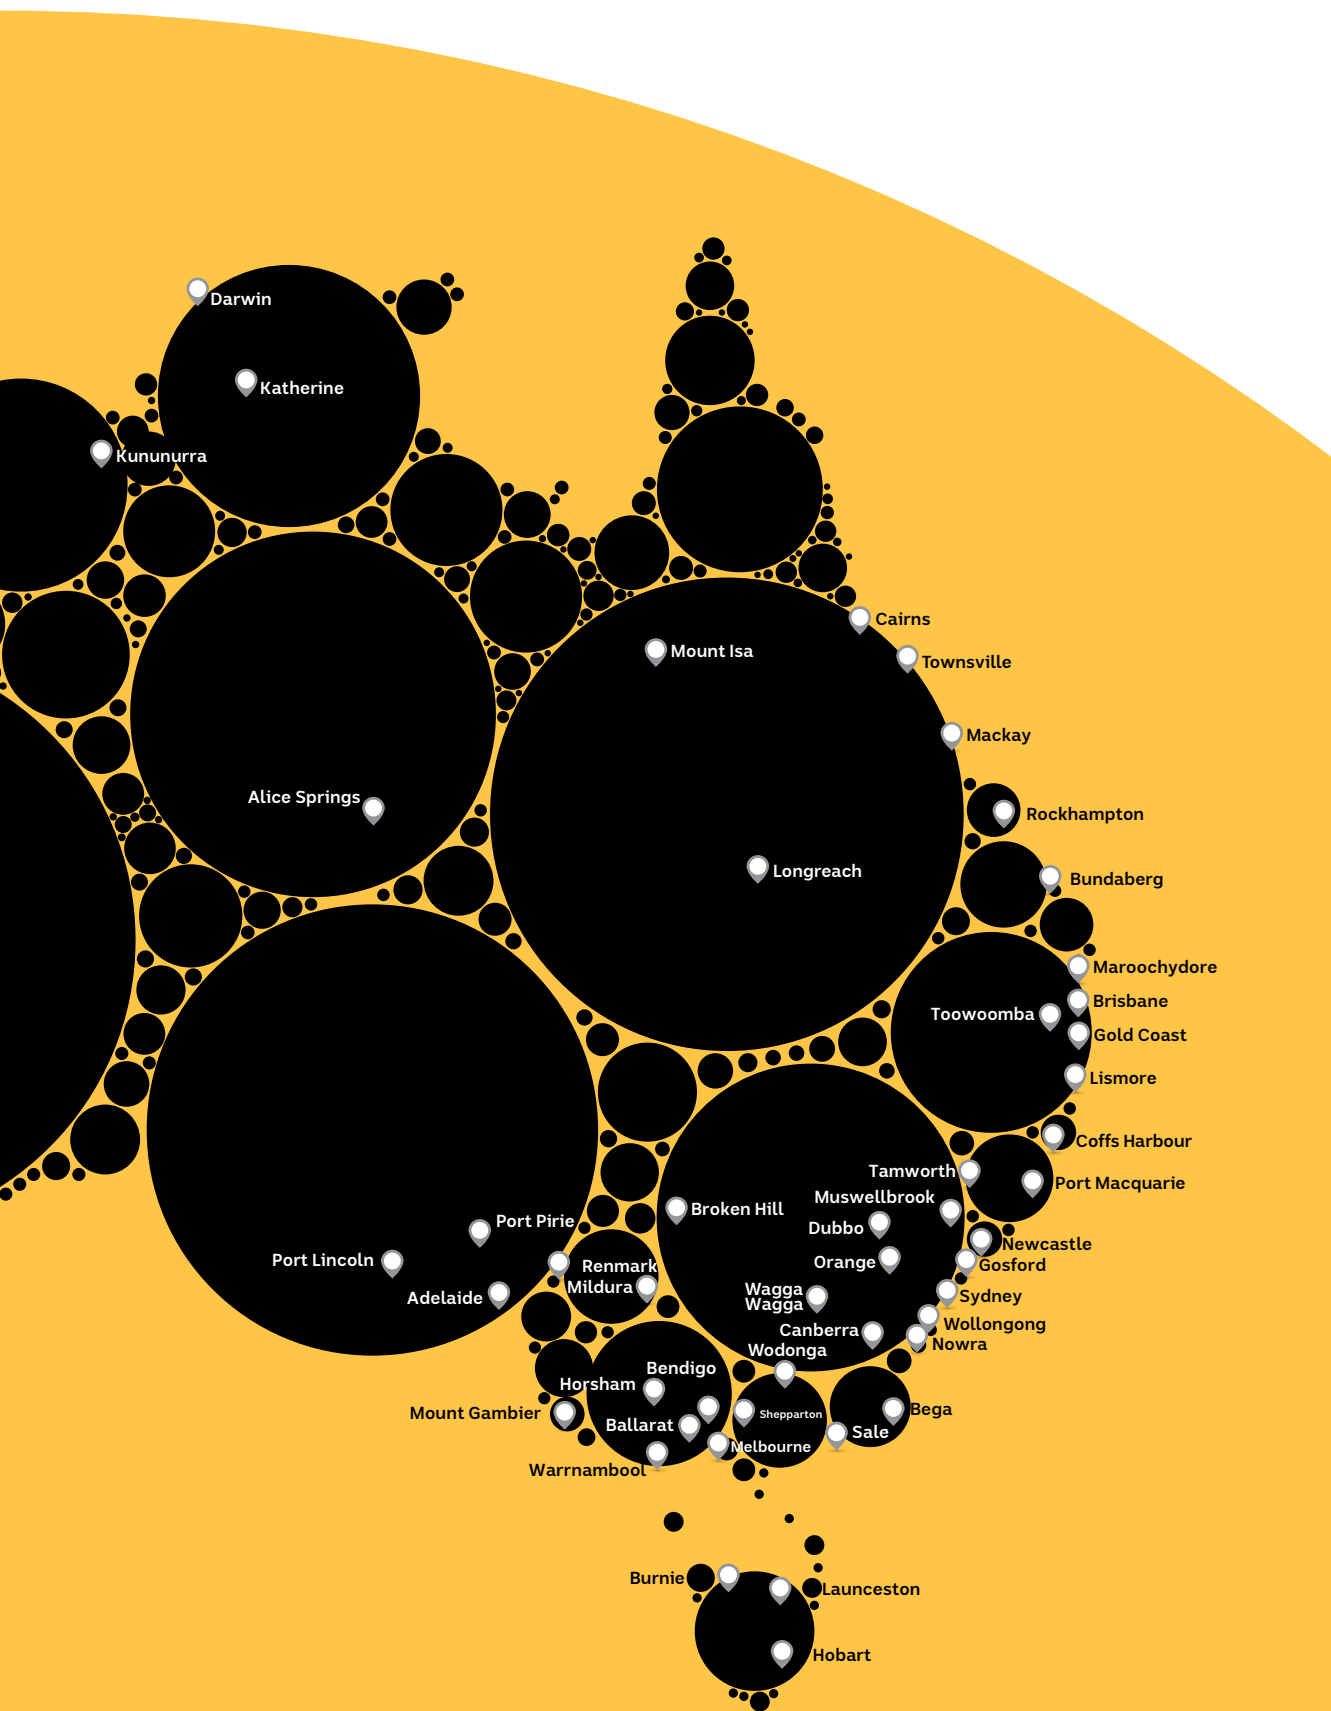 Darwin
Katherine
Kununurra
Cairns
Mount Isa
Townsville
Mackay
Alice Springs
Rockhampton
Longreach
Bundaberg
Maroochydore
Brisbane
Toowoomba
Gold Coast
Lismore
Coffs Harbour
Tamworth
Port Macquarie
Muswellbrook
Broken Hill
Port Pirie
Dubbo
Newcastle
Port Lincoln
Orange
Gosford
Renmark
Mildura
Wagga
Wagga
Sydney
Adelaide
Wollongong
Canberra
Nowra
Wodonga
Bendigo
Horsham
Mount Gambier
Shepparton
Bega
Ballarat
Sale
Melbourne
Warrnambool
Burnie
Launceston
Hobart